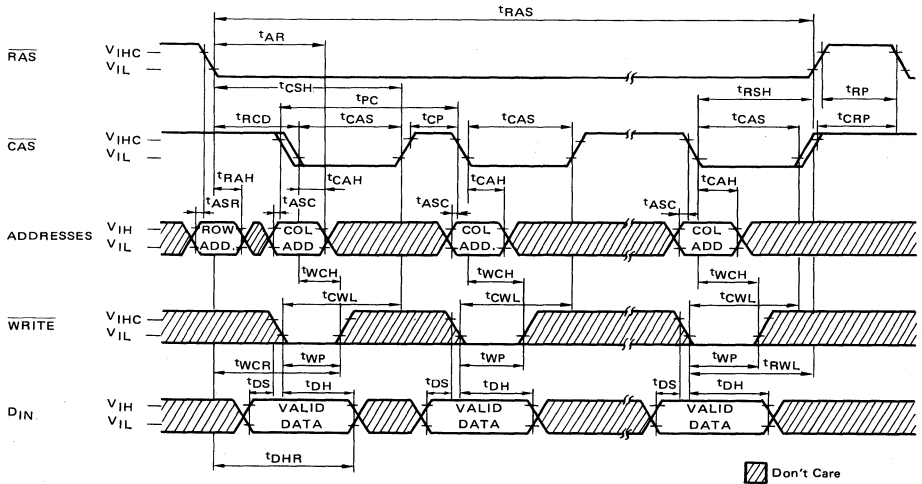 tRAS
tAR
RAS VIHC
VIL
tCSH
tPC
tRSH
tRP
tRCD tCAS tCP tCAS tCAS tCRP
CAS VIHC
VIL
tRAH tCAH tCAH tCAH
tASR tASC tASC tASC
ADDRESSES VIH
VIL
ROW ADD. COL ADD COL ADD. COL ADD
tWCH tWCH tWCH
tCWL tCWL tCWL
WRITE VIHC
VIL
tWCR tWP tWP tWP tRWL
tDS tDH tDS tDH tDS tDH
DIN. VIH
VIL
VALID DATA VALID DATA VALID DATA
tDHR
Don't Care